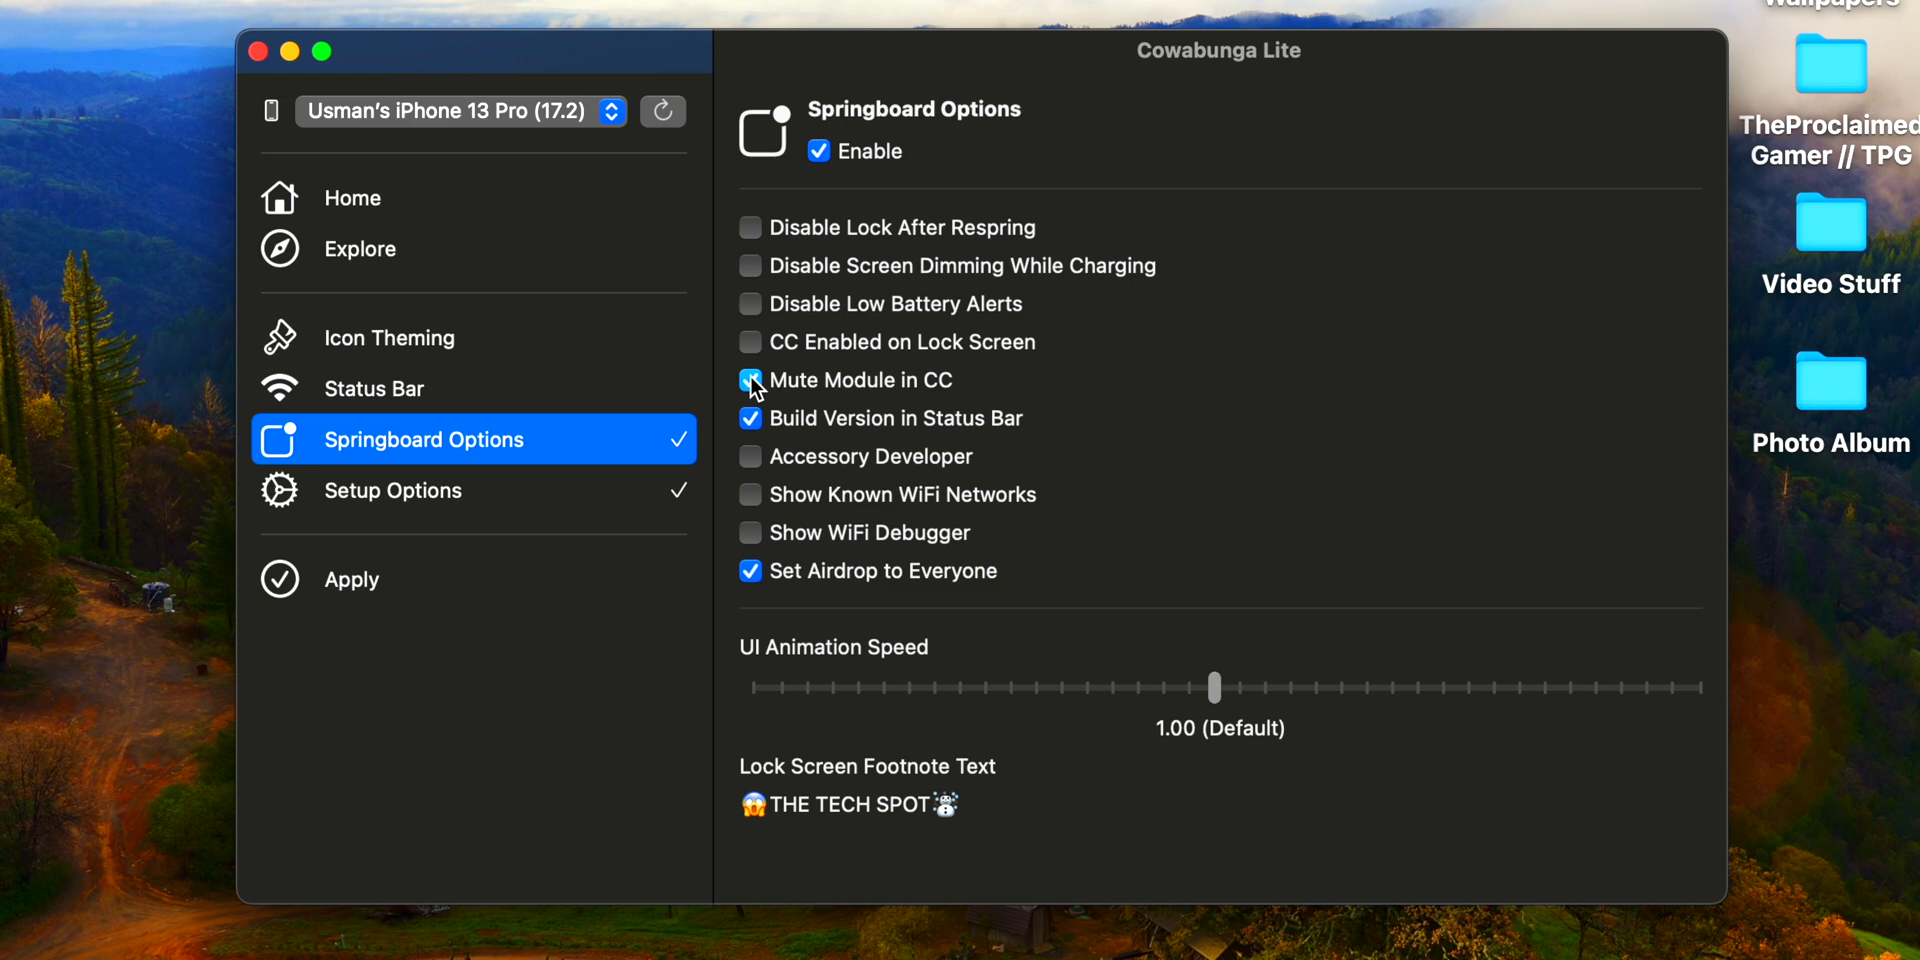 Cowabunga Lite
Usman's iPhone 13 Pro (17.2)
Home
Explore
Icon Theming
Status Bar
Springboard Options
Setup Options
Apply
Springboard Options
Enable
Disable Lock After Respring
Disable Screen Dimming While Charging
Disable Low Battery Alerts
CC Enabled on Lock Screen
Mute Module in CC
Build Version in Status Bar
Accessory Developer
Show Known WiFi Networks
Show WiFi Debugger
Set Airdrop to Everyone
UI Animation Speed
1.00 (Default)
Lock Screen Footnote Text
😱THE TECH SPOT☃️
Wallpapers
TheProclaimed
Gamer // TPG
Video Stuff
Photo Album